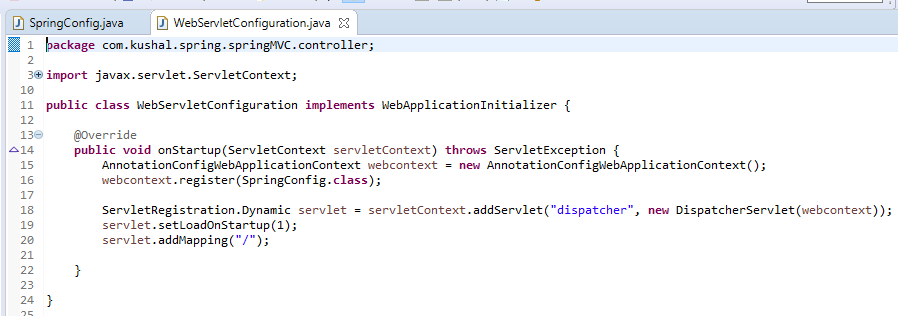 SpringConfig.java WebServletConfiguration.java
1 package com.kushal.spring.springMVC.controller;
2
3 import javax.servlet.ServletContext;
10
11 public class WebServletConfiguration implements WebApplicationInitializer {
12
13 @Override
14 public void onStartup(ServletContext servletContext) throws ServletException {
15 AnnotationConfigWebApplicationContext webcontext = new AnnotationConfigWebApplicationContext();
16 webcontext.register(SpringConfig.class);
17
18 ServletRegistration.Dynamic servlet = servletContext.addServlet("dispatcher", new DispatcherServlet(webcontext));
19 servlet.setLoadOnStartup(1);
20 servlet.addMapping("/");
21
22 }
23
24 }
25